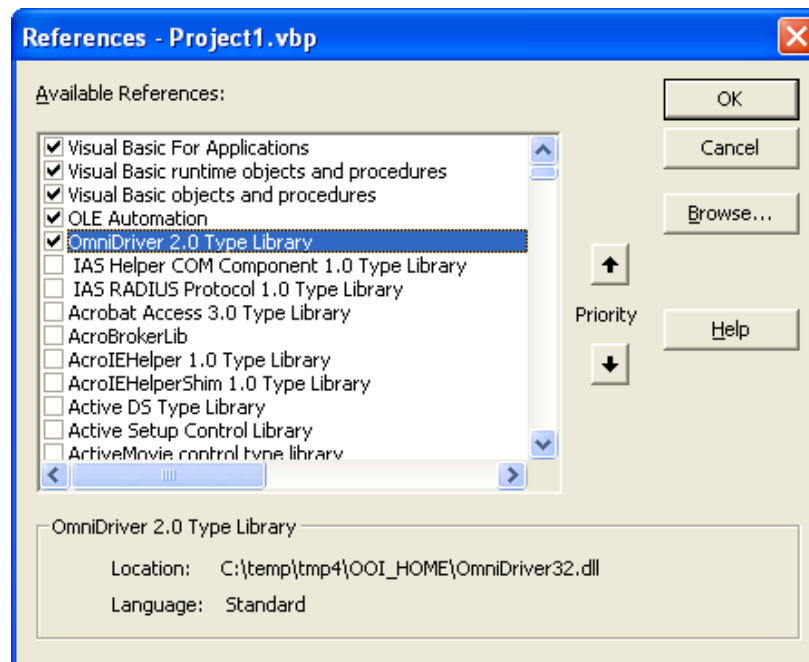 References - Project1.vbp
Available References:
OK
Cancel
Browse...
Help
Visual Basic For Applications
Visual Basic runtime objects and procedures
Visual Basic objects and procedures
OLE Automation
OmniDriver 2.0 Type Library
IAS Helper COM Component 1.0 Type Library
IAS RADIUS Protocol 1.0 Type Library
Acrobat Access 3.0 Type Library
AcroBrokerLib
AcroIEHelper 1.0 Type Library
AcroIEHelperShim 1.0 Type Library
Active DS Type Library
Active Setup Control Library
ActiveMovie control type library
Priority
OmniDriver 2.0 Type Library
Location: C:\temp\tmp4\OOI_HOME\OmniDriver32.dll
Language: Standard